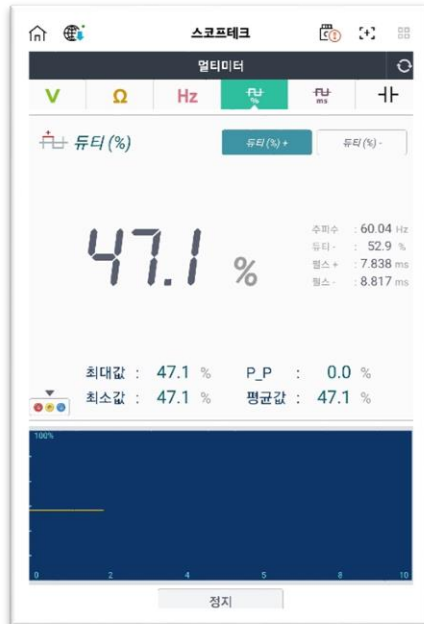 스코프테크
멀티미터
V Ω Hz % ms
듀티(%) 듀티(%) + 듀티(%) -
47.1 %
주파수 : 60.04 Hz
듀티 - : 52.9 %
펄스 + : 7.838 ms
펄스 - : 8.817 ms
최대값 : 47.1 % P_P : 0.0 %
최소값 : 47.1 % 평균값 : 47.1 %
100%
0 2 4 5 8 10
정지